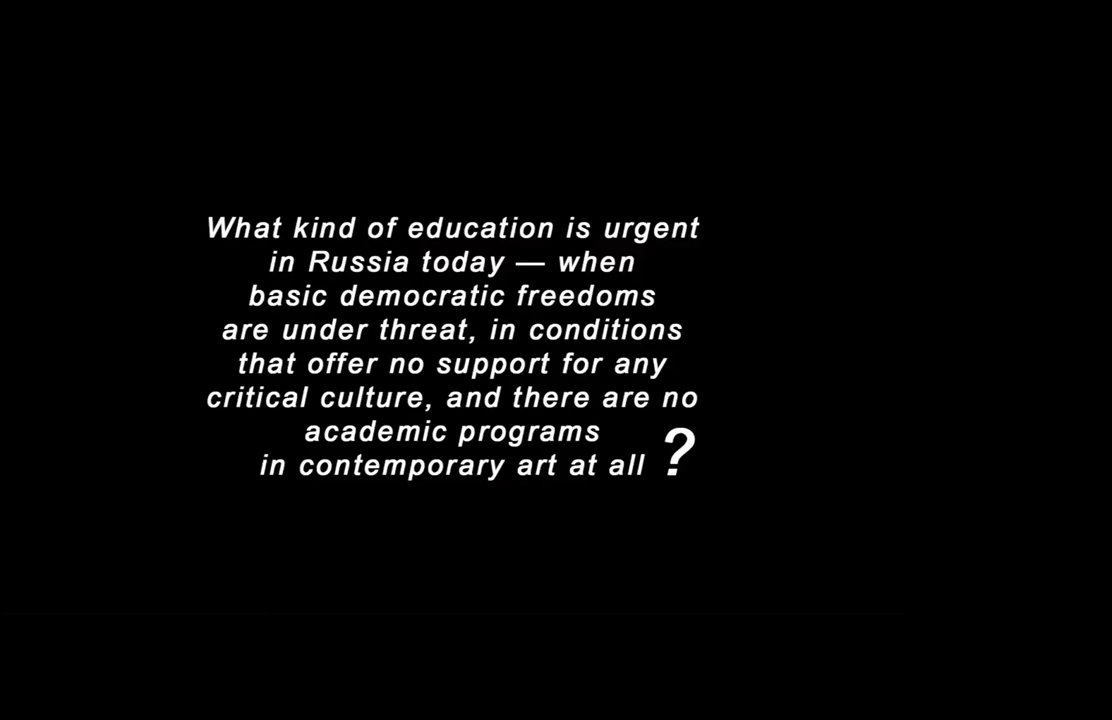 What kind of education is urgent
in Russia today — when
basic democratic freedoms
are under threat, in conditions
that offer no support for any
critical culture, and there are no
academic programs
in contemporary art at all ?